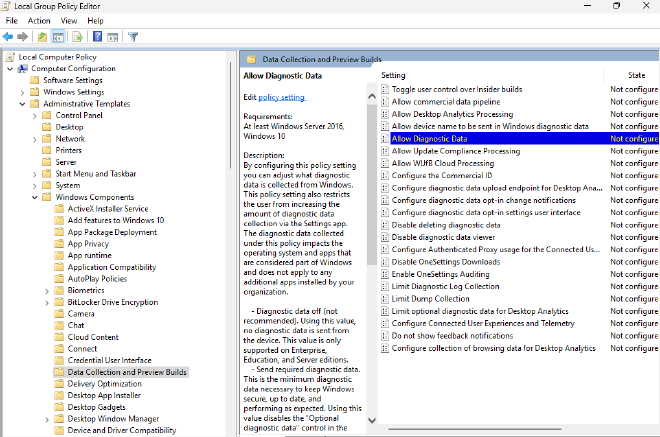 Local Group Policy Editor
File Action View Help
Local Computer Policy
Computer Configuration
Software Settings
Windows Settings
Administrative Templates
Control Panel
Desktop
Network
Printers
Server
Start Menu and Taskbar
System
Windows Components
ActiveX Installer Service
Add features to Windows 10
App Package Deployment
App Privacy
App runtime
Application Compatibility
AutoPlay Policies
Biometrics
BitLocker Drive Encryption
Camera
Chat
Cloud Content
Connect
Credential User Interface
Data Collection and Preview Builds
Delivery Optimization
Desktop App Installer
Desktop Gadgets
Desktop Window Manager
Device and Driver Compatibility
Data Collection and Preview Builds
Allow Diagnostic Data
Edit policy setting
Requirements:
At least Windows Server 2016,
Windows 10
Description:
By configuring this policy setting
you can adjust what diagnostic
data is collected from Windows.
This policy setting also restricts
the user from increasing the
amount of diagnostic data
collection via the Settings app.
The diagnostic data collected
under this policy impacts the
operating system and apps that
are considered part of Windows
and does not apply to any
additional apps installed by your
organization.
- Diagnostic data off (not
recommended). Using this value,
no diagnostic data is sent from
the device. This value is only
supported on Enterprise,
Education, and Server editions.
- Send required diagnostic data.
This is the minimum diagnostic
data necessary to keep Windows
secure, up to date, and
performing as expected. Using this
value disables the "Optional
diagnostic data" control in the
Setting State
Toggle user control over Insider builds Not configure
Allow commercial data pipeline Not configure
Allow Desktop Analytics Processing Not configure
Allow device name to be sent in Windows diagnostic data Not configure
Allow Diagnostic Data Not configure
Allow Update Compliance Processing Not configure
Allow WUfB Cloud Processing Not configure
Configure the Commercial ID Not configure
Configure diagnostic data upload endpoint for Desktop Ana... Not configure
Configure diagnostic data opt-in change notifications Not configure
Configure diagnostic data opt-in settings user interface Not configure
Disable deleting diagnostic data Not configure
Disable diagnostic data viewer Not configure
Configure Authenticated Proxy usage for the Connected Us... Not configure
Disable OneSettings Downloads Not configure
Enable OneSettings Auditing Not configure
Limit Diagnostic Log Collection Not configure
Limit Dump Collection Not configure
Limit optional diagnostic data for Desktop Analytics Not configure
Configure Connected User Experiences and Telemetry Not configure
Do not show feedback notifications Not configure
Configure collection of browsing data for Desktop Analytics Not configure